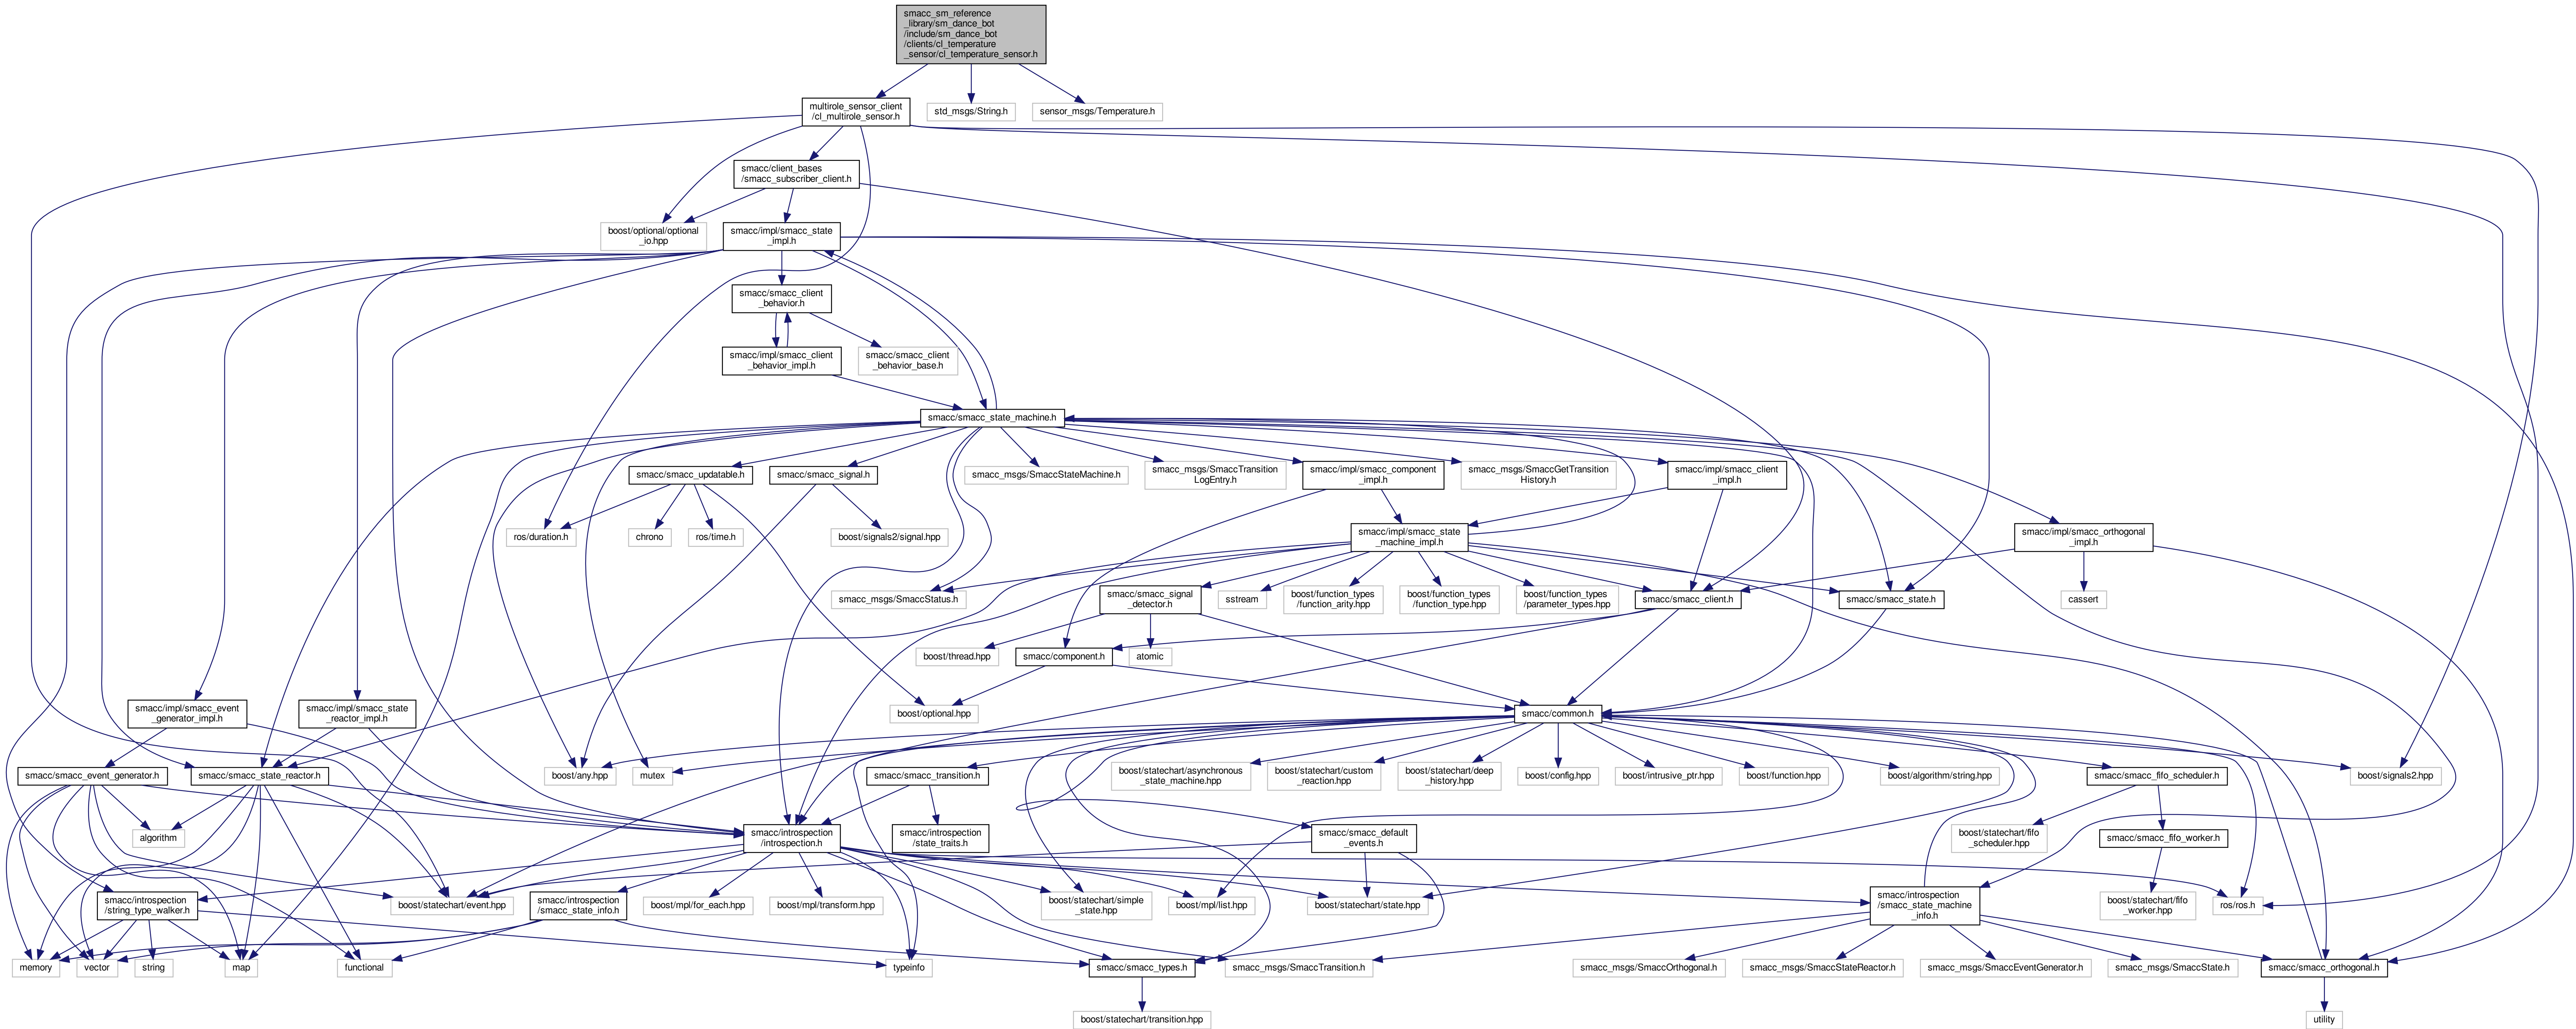 smacc_sm_reference
_library/sm_dance_bot
/include/sm_dance_bot
/clients/cl_temperature
_sensor/cl_temperature_sensor.h
multirole_sensor_client
/cl_multirole_sensor.h
std_msgs/String.h
sensor_msgs/Temperature.h
smacc/client_bases
/smacc_subscriber_client.h
boost/optional/optional
_io.hpp
smacc/impl/smacc_state
_impl.h
smacc/smacc_client
_behavior.h
smacc/impl/smacc_client
_behavior_impl.h
smacc/smacc_client
_behavior_base.h
smacc/smacc_state_machine.h
smacc/smacc_updatable.h
smacc/smacc_signal.h
smacc_msgs/SmaccStateMachine.h
smacc_msgs/SmaccTransition
LogEntry.h
smacc/impl/smacc_component
_impl.h
smacc_msgs/SmaccGetTransition
History.h
smacc/impl/smacc_client
_impl.h
ros/duration.h
chrono
ros/time.h
boost/signals2/signal.hpp
smacc/impl/smacc_state
_machine_impl.h
smacc/impl/smacc_orthogonal
_impl.h
smacc_msgs/SmaccStatus.h
smacc/smacc_signal
_detector.h
sstream
boost/function_types
/function_arity.hpp
boost/function_types
/function_type.hpp
boost/function_types
/parameter_types.hpp
smacc/smacc_client.h
smacc/smacc_state.h
cassert
boost/thread.hpp
smacc/component.h
atomic
smacc/impl/smacc_event
_generator_impl.h
smacc/impl/smacc_state
_reactor_impl.h
boost/optional.hpp
smacc/common.h
smacc/smacc_event_generator.h
smacc/smacc_state_reactor.h
boost/any.hpp
mutex
smacc/smacc_transition.h
boost/statechart/asynchronous
_state_machine.hpp
boost/statechart/custom
_reaction.hpp
boost/statechart/deep
_history.hpp
boost/config.hpp
boost/intrusive_ptr.hpp
boost/function.hpp
boost/algorithm/string.hpp
smacc/smacc_fifo_scheduler.h
boost/signals2.hpp
algorithm
smacc/introspection
/introspection.h
smacc/introspection
/state_traits.h
smacc/smacc_default
_events.h
boost/statechart/fifo
_scheduler.hpp
smacc/smacc_fifo_worker.h
smacc/introspection
/string_type_walker.h
boost/statechart/event.hpp
smacc/introspection
/smacc_state_info.h
boost/mpl/for_each.hpp
boost/mpl/transform.hpp
boost/statechart/simple
_state.hpp
boost/mpl/list.hpp
boost/statechart/state.hpp
smacc/introspection
/smacc_state_machine
_info.h
boost/statechart/fifo
_worker.hpp
ros/ros.h
memory
vector
string
map
functional
typeinfo
smacc/smacc_types.h
smacc_msgs/SmaccTransition.h
smacc_msgs/SmaccOrthogonal.h
smacc_msgs/SmaccStateReactor.h
smacc_msgs/SmaccEventGenerator.h
smacc_msgs/SmaccState.h
smacc/smacc_orthogonal.h
boost/statechart/transition.hpp
utility